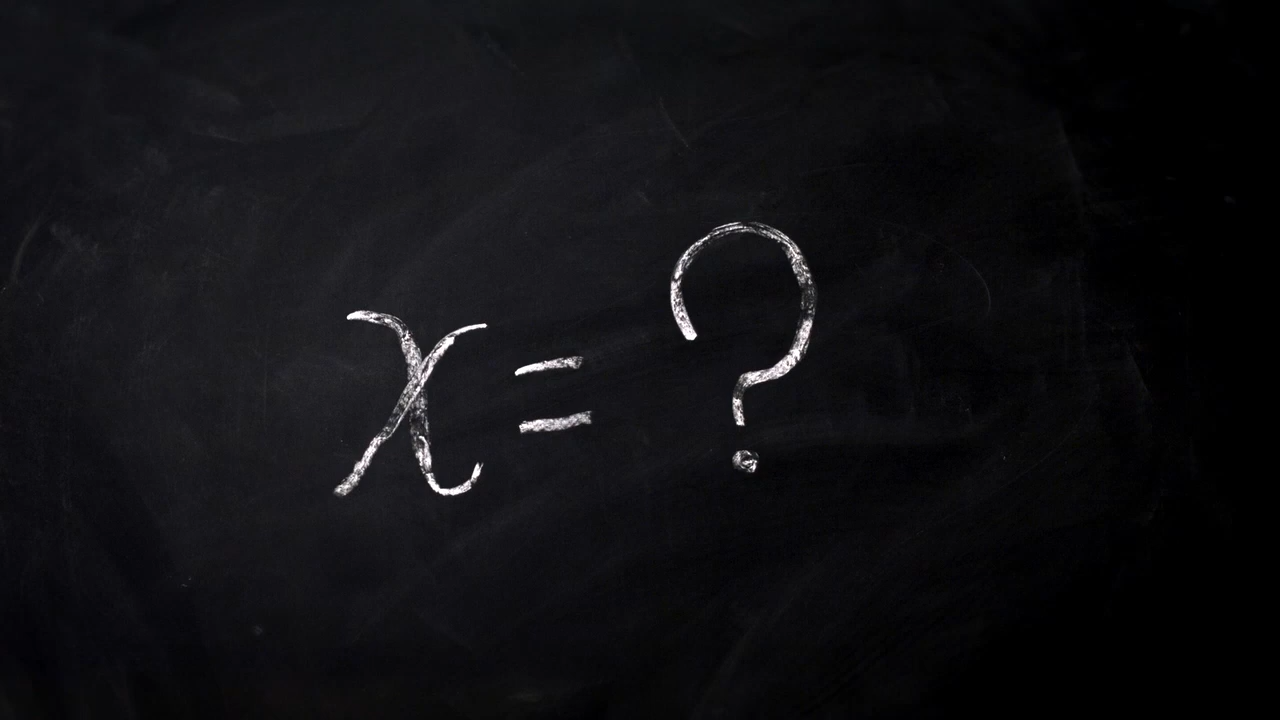 x = ?